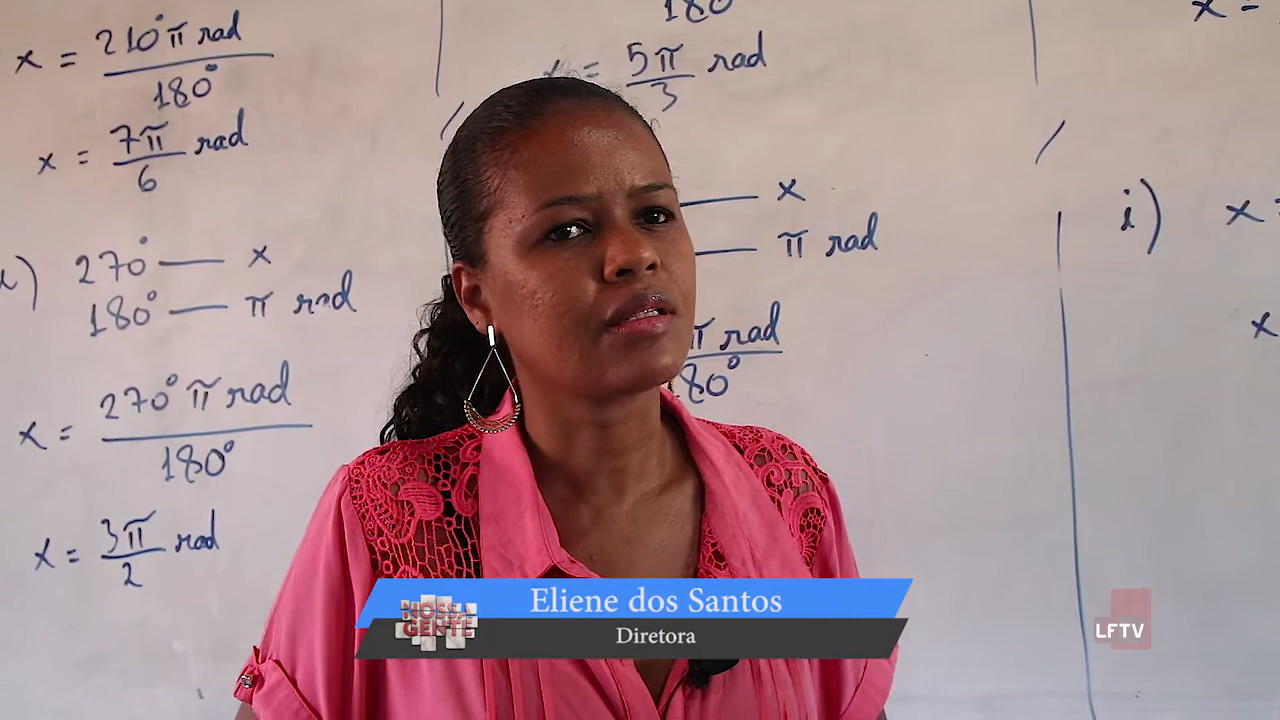 x = 210°π rad
180°
x = 7π rad
6
270° — x
180° — π rad
x = 270° π rad
180°
x = 3π rad
2
180
x = 5π rad
3
— x
— π rad
π rad
80°
x =
i) x =
x
Eliene dos Santos
Diretora
NOSSA
GENTE
LFTV